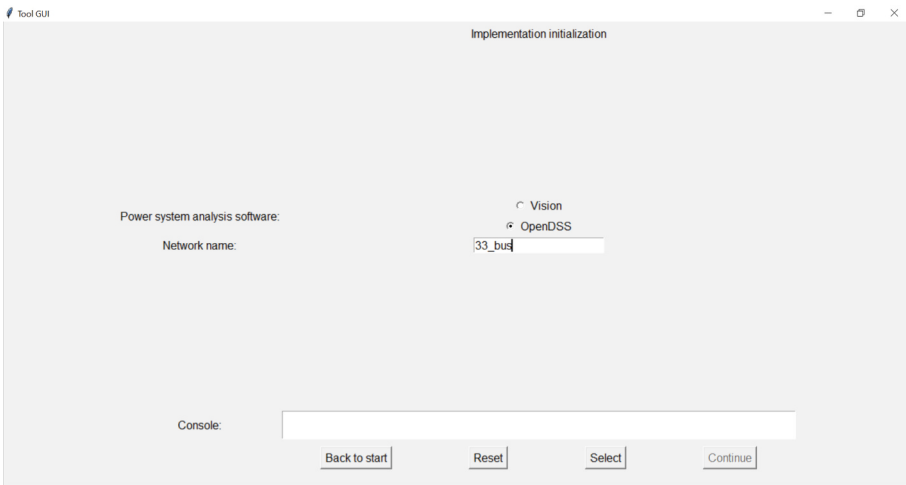 Tool GUI
Implementation initialization
Power system analysis software:
Vision
OpenDSS
Network name:
33_bus
Console:
Back to start
Reset
Select
Continue